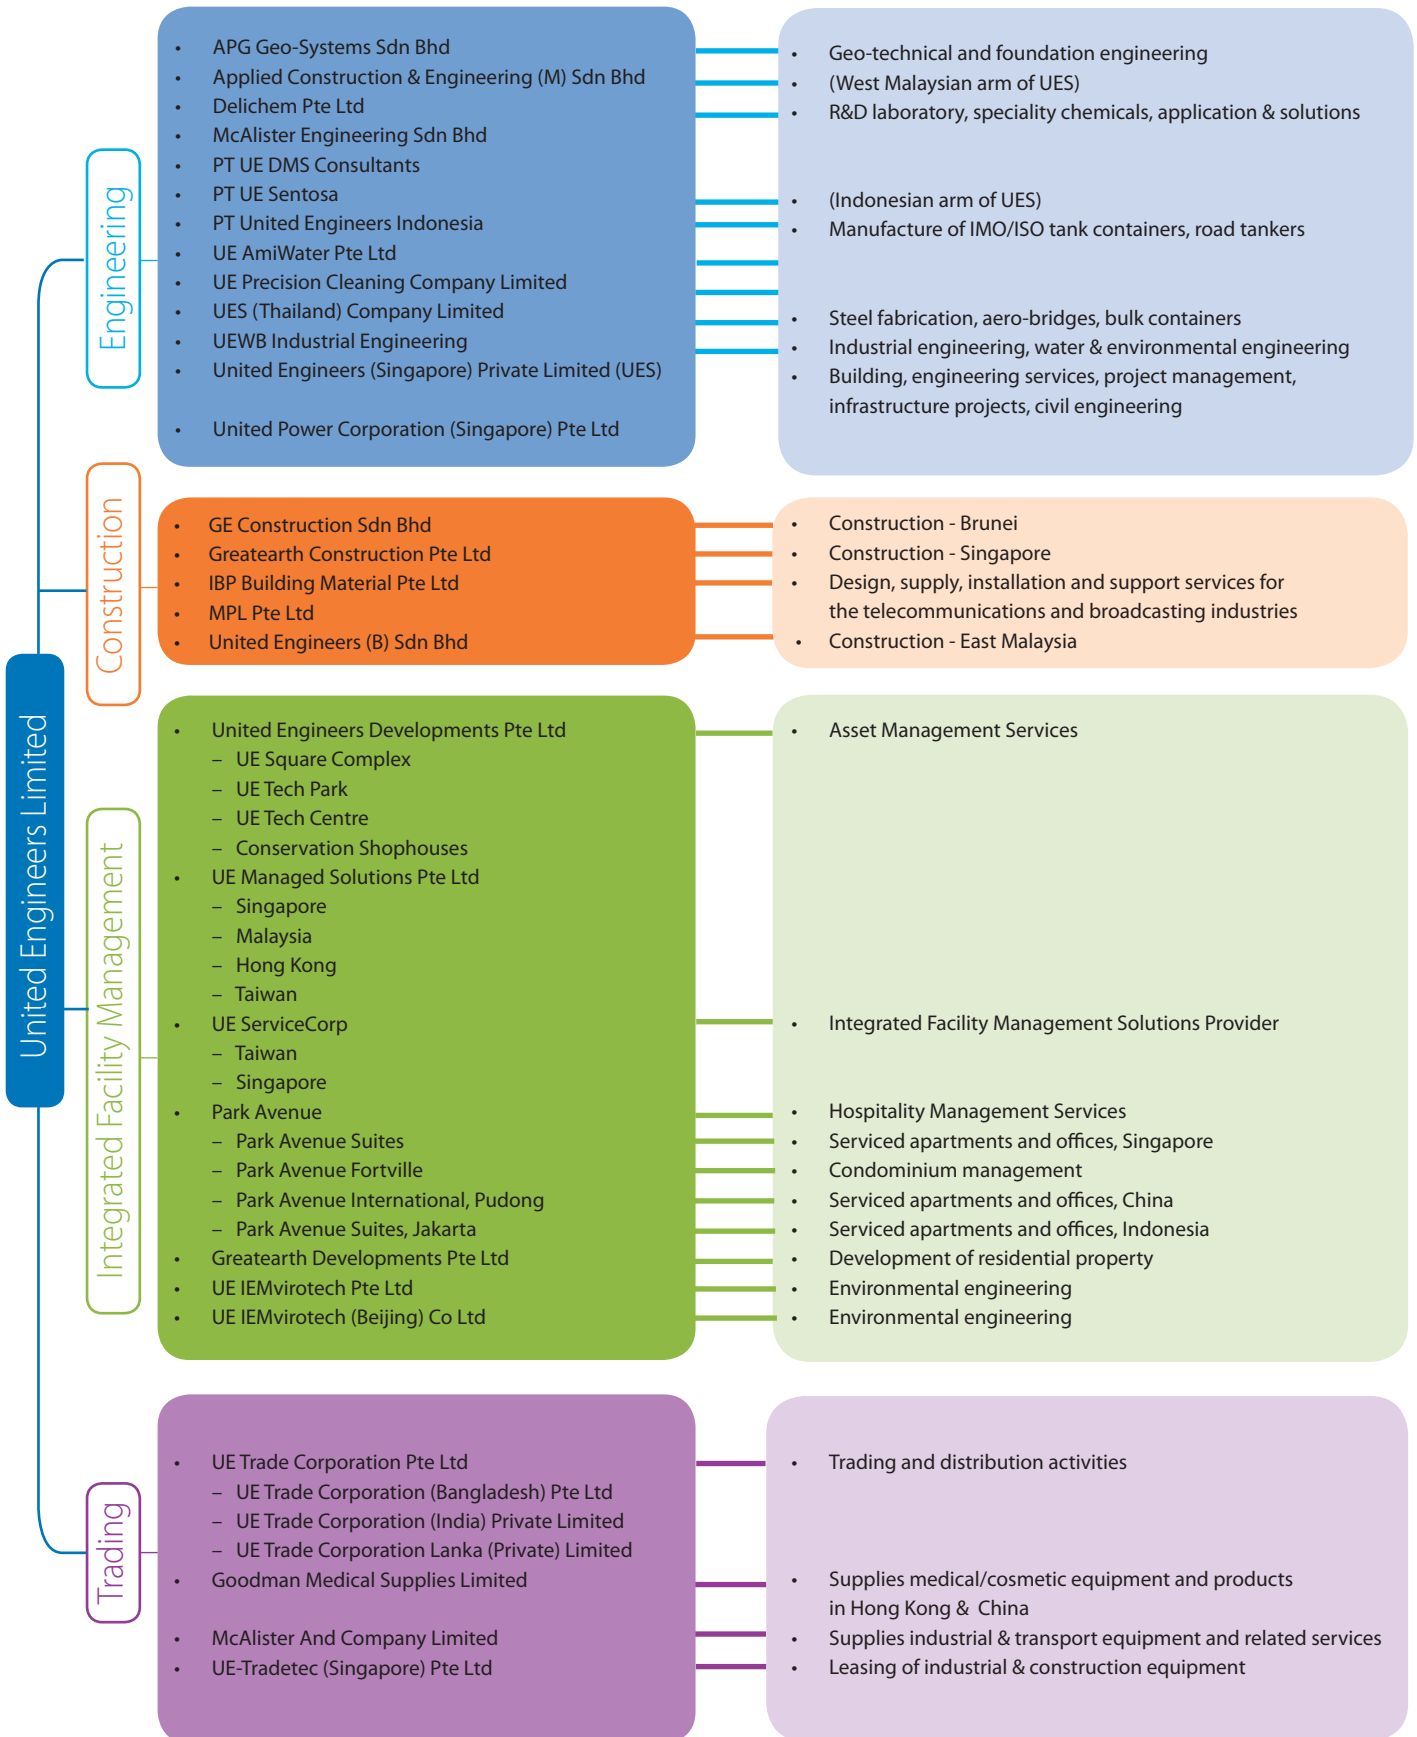 United Engineers Limited
Engineering
• APG Geo-Systems Sdn Bhd
• Applied Construction & Engineering (M) Sdn Bhd
• Delichem Pte Ltd
• McAlister Engineering Sdn Bhd
• PT UE DMS Consultants
• PT UE Sentosa
• PT United Engineers Indonesia
• UE AmiWater Pte Ltd
• UE Precision Cleaning Company Limited
• UES (Thailand) Company Limited
• UEWB Industrial Engineering
• United Engineers (Singapore) Private Limited (UES)
• United Power Corporation (Singapore) Pte Ltd
• Geo-technical and foundation engineering
• (West Malaysian arm of UES)
• R&D laboratory, speciality chemicals, application & solutions
• (Indonesian arm of UES)
• Manufacture of IMO/ISO tank containers, road tankers
• Steel fabrication, aero-bridges, bulk containers
• Industrial engineering, water & environmental engineering
• Building, engineering services, project management,
infrastructure projects, civil engineering
Construction
• GE Construction Sdn Bhd
• Greatearth Construction Pte Ltd
• IBP Building Material Pte Ltd
• MPL Pte Ltd
• United Engineers (B) Sdn Bhd
• Construction - Brunei
• Construction - Singapore
• Design, supply, installation and support services for
the telecommunications and broadcasting industries
• Construction - East Malaysia
Integrated Facility Management
• United Engineers Developments Pte Ltd
– UE Square Complex
– UE Tech Park
– UE Tech Centre
– Conservation Shophouses
• UE Managed Solutions Pte Ltd
– Singapore
– Malaysia
– Hong Kong
– Taiwan
• UE ServiceCorp
– Taiwan
– Singapore
• Park Avenue
– Park Avenue Suites
– Park Avenue Fortville
– Park Avenue International, Pudong
– Park Avenue Suites, Jakarta
• Greatearth Developments Pte Ltd
• UE IEMvirotech Pte Ltd
• UE IEMvirotech (Beijing) Co Ltd
• Asset Management Services
• Integrated Facility Management Solutions Provider
• Hospitality Management Services
• Serviced apartments and offices, Singapore
• Condominium management
• Serviced apartments and offices, China
• Serviced apartments and offices, Indonesia
• Development of residential property
• Environmental engineering
• Environmental engineering
Trading
• UE Trade Corporation Pte Ltd
– UE Trade Corporation (Bangladesh) Pte Ltd
– UE Trade Corporation (India) Private Limited
– UE Trade Corporation Lanka (Private) Limited
• Goodman Medical Supplies Limited
• McAlister And Company Limited
• UE-Tradetec (Singapore) Pte Ltd
• Trading and distribution activities
• Supplies medical/cosmetic equipment and products
in Hong Kong & China
• Supplies industrial & transport equipment and related services
• Leasing of industrial & construction equipment